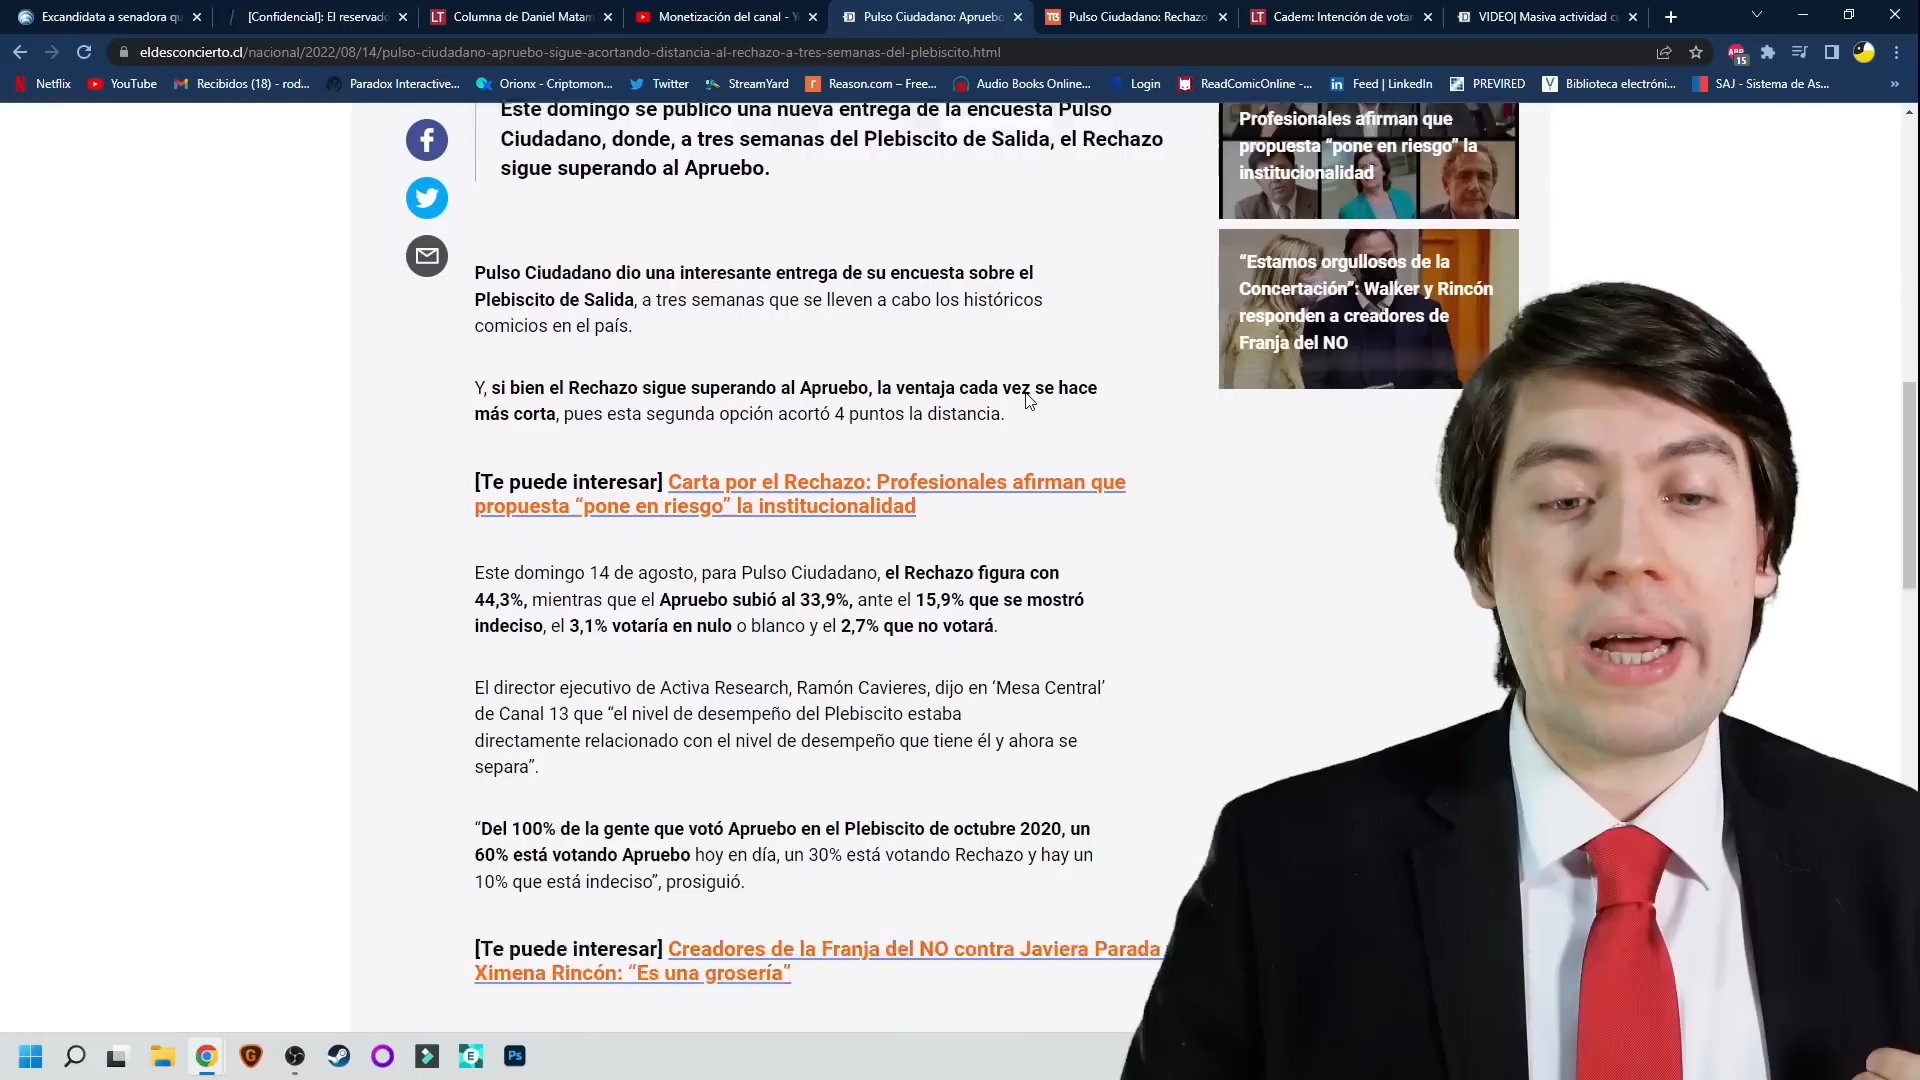 Excandidata a senadora qu
[Confidencial]: El reservado
Columna de Daniel Matam
Monetización del canal - Y
Pulso Ciudadano: Apruebo
Pulso Ciudadano: Rechazo
Cadem: Intención de votar
VIDEO| Masiva actividad c
eldesconcierto.cl/nacional/2022/08/14/pulso-ciudadano-apruebo-sigue-acortando-distancia-al-rechazo-a-tres-semanas-del-plebiscito.html
15
Netflix
YouTube
Recibidos (18) - rod...
Paradox Interactive...
Orionx - Criptomon...
Twitter
StreamYard
Reason.com – Free...
Audio Books Online...
Login
ReadComicOnline -...
Feed | LinkedIn
PREVIRED
Biblioteca electróni...
SAJ - Sistema de As...
Este domingo se publicó una nueva entrega de la encuesta Pulso
Ciudadano, donde, a tres semanas del Plebiscito de Salida, el Rechazo
sigue superando al Apruebo.
Profesionales afirman que
propuesta “pone en riesgo” la
institucionalidad
“Estamos orgullosos de la
Concertación”: Walker y Rincón
responden a creadores de
Franja del NO
Pulso Ciudadano dio una interesante entrega de su encuesta sobre el
Plebiscito de Salida, a tres semanas que se lleven a cabo los históricos
comicios en el país.
Y, si bien el Rechazo sigue superando al Apruebo, la ventaja cada vez se hace
más corta, pues esta segunda opción acortó 4 puntos la distancia.
[Te puede interesar] Carta por el Rechazo: Profesionales afirman que
propuesta “pone en riesgo” la institucionalidad
Este domingo 14 de agosto, para Pulso Ciudadano, el Rechazo figura con
44,3%, mientras que el Apruebo subió al 33,9%, ante el 15,9% que se mostró
indeciso, el 3,1% votaría en nulo o blanco y el 2,7% que no votará.
El director ejecutivo de Activa Research, Ramón Cavieres, dijo en ‘Mesa Central’
de Canal 13 que “el nivel de desempeño del Plebiscito estaba
directamente relacionado con el nivel de desempeño que tiene él y ahora se
separa”.
“Del 100% de la gente que votó Apruebo en el Plebiscito de octubre 2020, un
60% está votando Apruebo hoy en día, un 30% está votando Rechazo y hay un
10% que está indeciso”, prosiguió.
[Te puede interesar] Creadores de la Franja del NO contra Javiera Parada
Ximena Rincón: “Es una grosería”